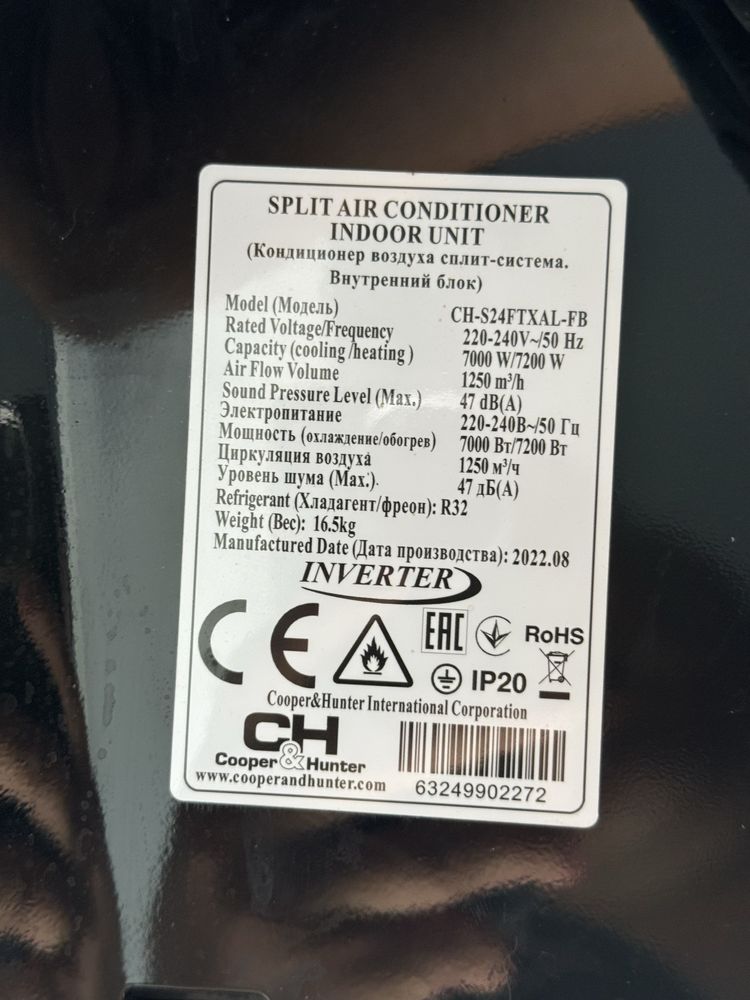 SPLIT AIR CONDITIONER
INDOOR UNIT
(Кондиционер воздуха сплит-система.
Внутренний блок)
Model (Модель) CH-S24FTXAL-FB
Rated Voltage/Frequency 220-240V~/50 Hz
Capacity (cooling /heating) 7000 W/7200 W
Air Flow Volume 1250 m³/h
Sound Pressure Level (Max.) 47 dB(A)
Электропитание 220-240В~/50 Гц
Мощность (охлаждение/обогрев) 7000 Вт/7200 Вт
Циркуляция воздуха 1250 м³/ч
Уровень шума (Max.). 47 дБ(А)
Refrigerant (Хладагент/фреон): R32
Weight (Вес): 16.5kg
Manufactured Date (Дата производства): 2022.08
INVERTER
CE EAC RoHS
IP20
Cooper&Hunter International Corporation
CH
Cooper&Hunter
www.cooperandhunter.com
63249902272